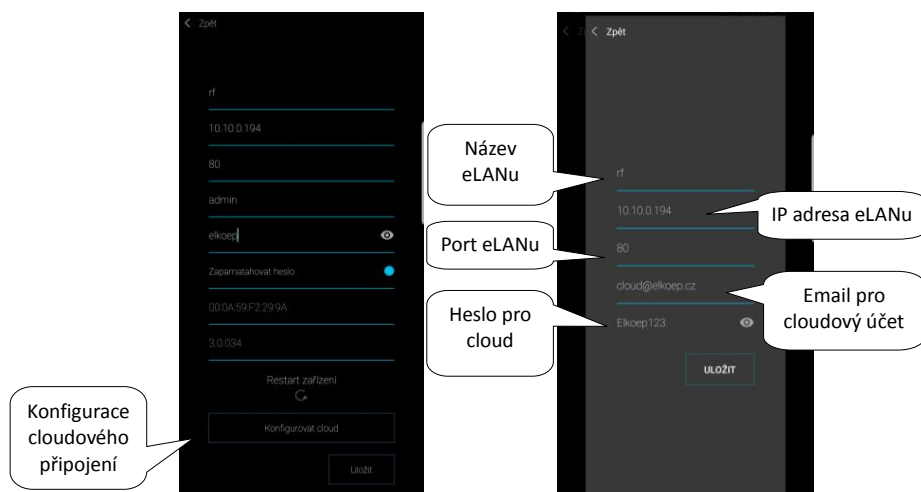 Zpět
rf
10.10.0.194
80
admin
elkoep
Zapamatahovat heslo
00:0A:59:F2:29:9A
3.0.034
Restart zařízení
Konfigurovat cloud
Uložit
Konfigurace
cloudového
připojení
Zpět
rf
10.10.0.194
80
cloud@elkoep.cz
Elkoep123.
ULOŽIT
Název
eLANu
IP adresa eLANu
Port eLANu
Email pro
cloudový účet
Heslo pro
cloud